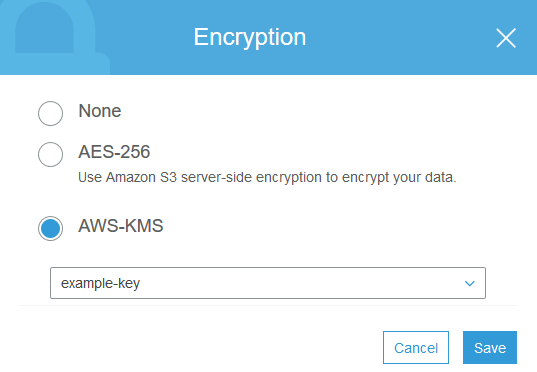 Encryption
None
AES-256
Use Amazon S3 server-side encryption to encrypt your data.
AWS-KMS
example-key
Cancel Save